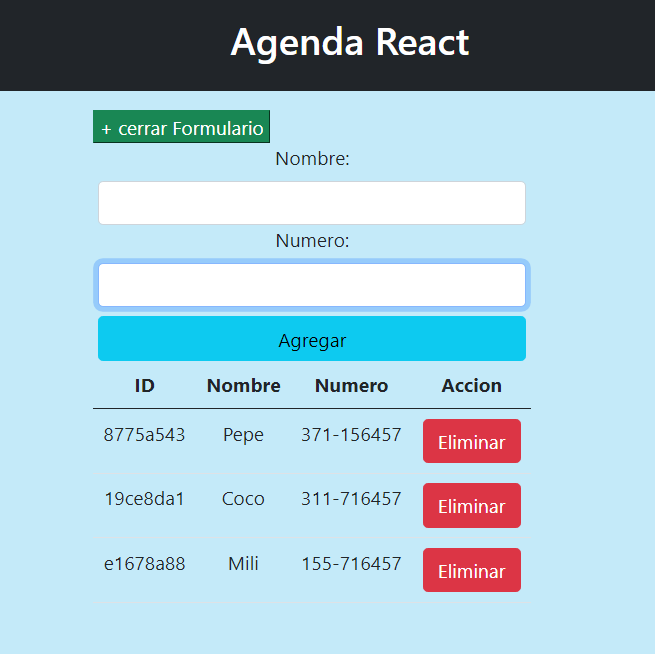 Agenda React
+ cerrar Formulario
Nombre:
Numero:
Agregar
ID Nombre Numero Accion
8775a543 Pepe 371-156457 Eliminar
19ce8da1 Coco 311-716457 Eliminar
e1678a88 Mili 155-716457 Eliminar